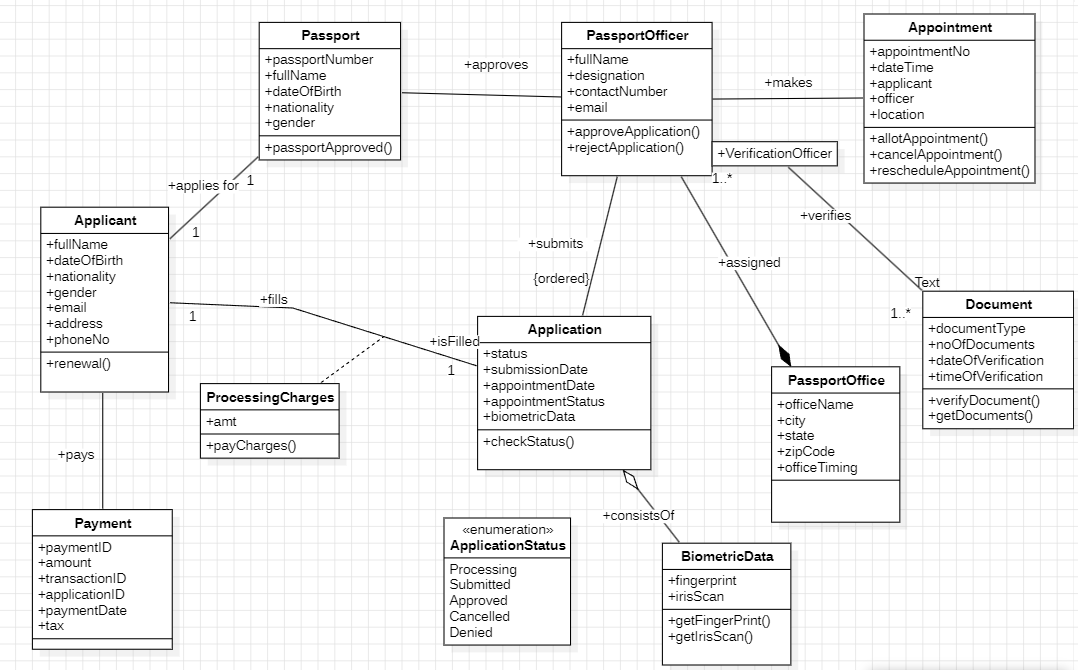 Passport
+passportNumber
+fullName
+dateOfBirth
+nationality
+gender
+passportApproved()
+approves
PassportOfficer
+fullName
+designation
+contactNumber
+email
+approveApplication()
+rejectApplication()
+VerificationOfficer
1..*
+makes
Appointment
+appointmentNo
+dateTime
+applicant
+officer
+location
+allotAppointment()
+cancelAppointment()
+rescheduleAppointment()
+applies for
1
1
Applicant
+fullName
+dateOfBirth
+nationality
+gender
+email
+address
+phoneNo
+renewal()
+fills
1
+submits
{ordered}
+assigned
+verifies
Text
1..*
Document
+documentType
+noOfDocuments
+dateOfVerification
+timeOfVerification
+verifyDocument()
+getDocuments()
+isFilled
1
Application
+status
+submissionDate
+appointmentDate
+appointmentStatus
+biometricData
+checkStatus()
ProcessingCharges
+amt
+payCharges()
PassportOffice
+officeName
+city
+state
+zipCode
+officeTiming
+pays
Payment
+paymentID
+amount
+transactionID
+applicationID
+paymentDate
+tax
«enumeration»
ApplicationStatus
Processing
Submitted
Approved
Cancelled
Denied
+consistsOf
BiometricData
+fingerprint
+irisScan
+getFingerPrint()
+getIrisScan()